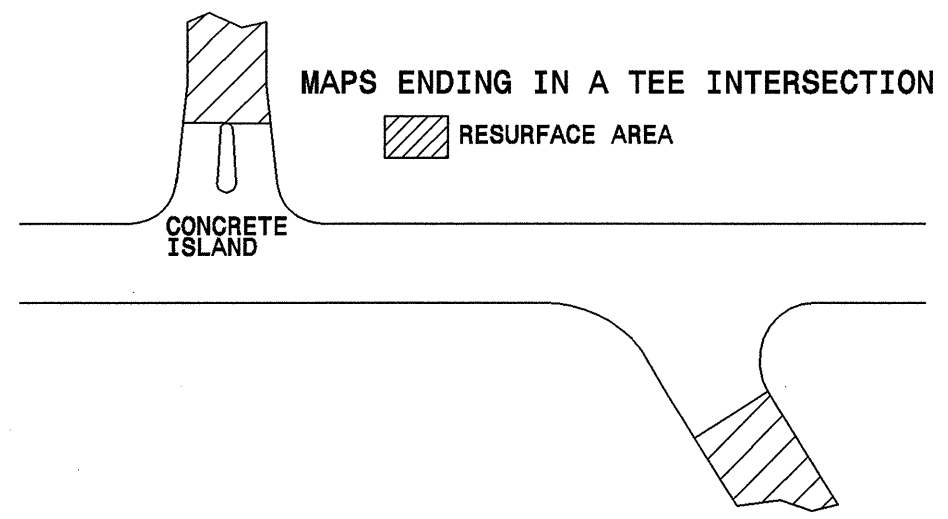 MAPS ENDING IN A TEE INTERSECTION
RESURFACE AREA
CONCRETE
ISLAND